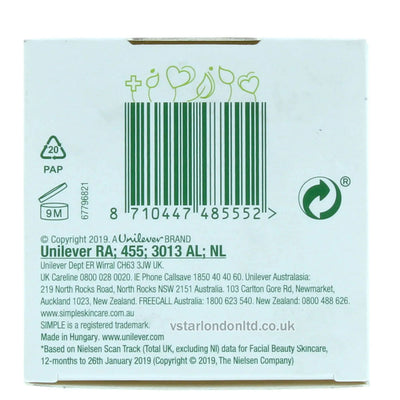 20
PAP
9M
67796821
8 710447 485552 >
®
© Copyright 2019. A Unilever BRAND
Unilever RA; 455; 3013 AL; NL
Unilever Dept ER Wirral CH63 3JW UK.
UK Careline 0800 028 0020. IE Phone Callsave 1850 40 40 60. Unilever Australasia:
219 North Rocks Road, North Rocks NSW 2151 Australia. 103 Carlton Gore Rd, Newmarket,
Auckland 1023, New Zealand. FREECALL Australia: 1800 623 540. New Zealand: 0800 488 626.
www.simpleskincare.com.au
SIMPLE is a registered trademark.
vstarlondonltd.co.uk
Made in Hungary. www.unilever.com
*Based on Nielsen Scan Track (Total UK, excluding NI) data for Facial Beauty Skincare,
12-months to 26th January 2019 (© 2019, The Nielsen Company)